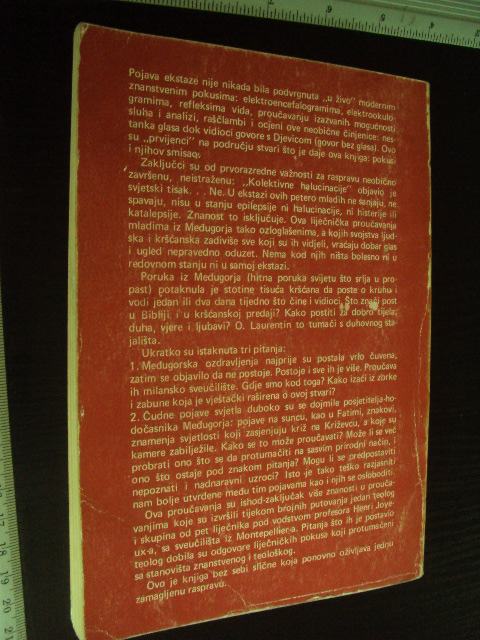 Pojava ekstaze nije nikada bila podvrgnuta „u živo" modernim
znanstvenim pokusima: elektroencefalogramima, elektrookulo-
gramima, refleksima vida, proučavanju izazvanih mogućnosti
sluha i analizi, raščlambi i ocjeni ove neobične činjenice: nes-
tanka glasa dok vidioci govore s Djevicom (govor bez glasa). Ovo
su „prvijenci" na području stvari što je daje ova knjiga: pokusi
i njihov smisao.
Zaključci su od prvorazredne važnosti za raspravu neobično
završenu, neistraženu: „Kolektivne halucinacije" objavio je
svjetski tisak. . . Ne. U ekstazi ovih petero mladih ne sanjaju, ne
spavaju, nisu u stanju epilepsije ni halucinacije, ni histerije ili
katalepsije. Znanost to isključuje. Ova liječnička proučavanja
mladima iz Međugorja tako ozloglašenima, a kojih svojstva ljud-
ska i kršćanska zadiviše sve koji su ih vidjeli, vraćaju dobar glas
i ugled nepravedno oduzet. Nema kod njih ništa bolesno ni u
redovnom stanju ni u samoj ekstazi.
Poruka iz Međugorja (hitna poruka svijetu što srlja u pro-
past) potaknula je stotine tisuća kršćana da poste o kruhu i
vodi jedan ili dva dana tijedno što čine i vidioci. Što znači post
u Bibliji i u kršćanskoj predaji? Kako postiti za dobro tijela,
duha, vjere i ljubavi? O. Laurentin to tumači s duhovnog sta-
jališta.
Ukratko su istaknuta tri pitanja:
1. Međugorska ozdravljenja najprije su postala vrlo čuvena,
zatim se objavilo da ne postoje. Postoje i sve ih je više. Proučava
ih milansko sveučilište. Gdje smo kod toga? Kako izaći iz zbrke
i zabune koja je vještački raširena o ovoj stvari?
2. Čudne pojave svjetla duboko su se dojmile posjetitelja-ho-
dočasnika Međugorja: pojave na suncu, kao u Fatimi, znakovi,
znamenja svjetlosti koji zasjenjuju križ na Križevcu, a koje su
kamere zabilježile. Kako se to može proučavati? Može li se već
probrati ono što se da protumačiti na sasvim prirodni način, i
ono što ostaje pod znakom pitanja? Mogu li se predpostaviti
nepoznati i nadnaravni uzroci? Isto je tako teško razjasniti
nam bolje utvrđene među tim pojavama kao i njih se osloboditi.
Ova proučavanja su ishod-zaključak više znanosti u prouča-
vanjima koje su izvršili tijekom brojnih putovanja jedan teolog
i skupina od pet liječnika pod vodstvom profesora Henri Joye-
ux-a, sa sveučilišta iz Montepellier-a. Pitanja što ih je postavio
teolog dobila su odgovore liječničkih pokusa koji protumačeni
sa stanovišta znanstvenog i teološkog.
Ovo je knjiga bez sebi slične koja ponovno oživljava jednu
zamagljenu raspravu.